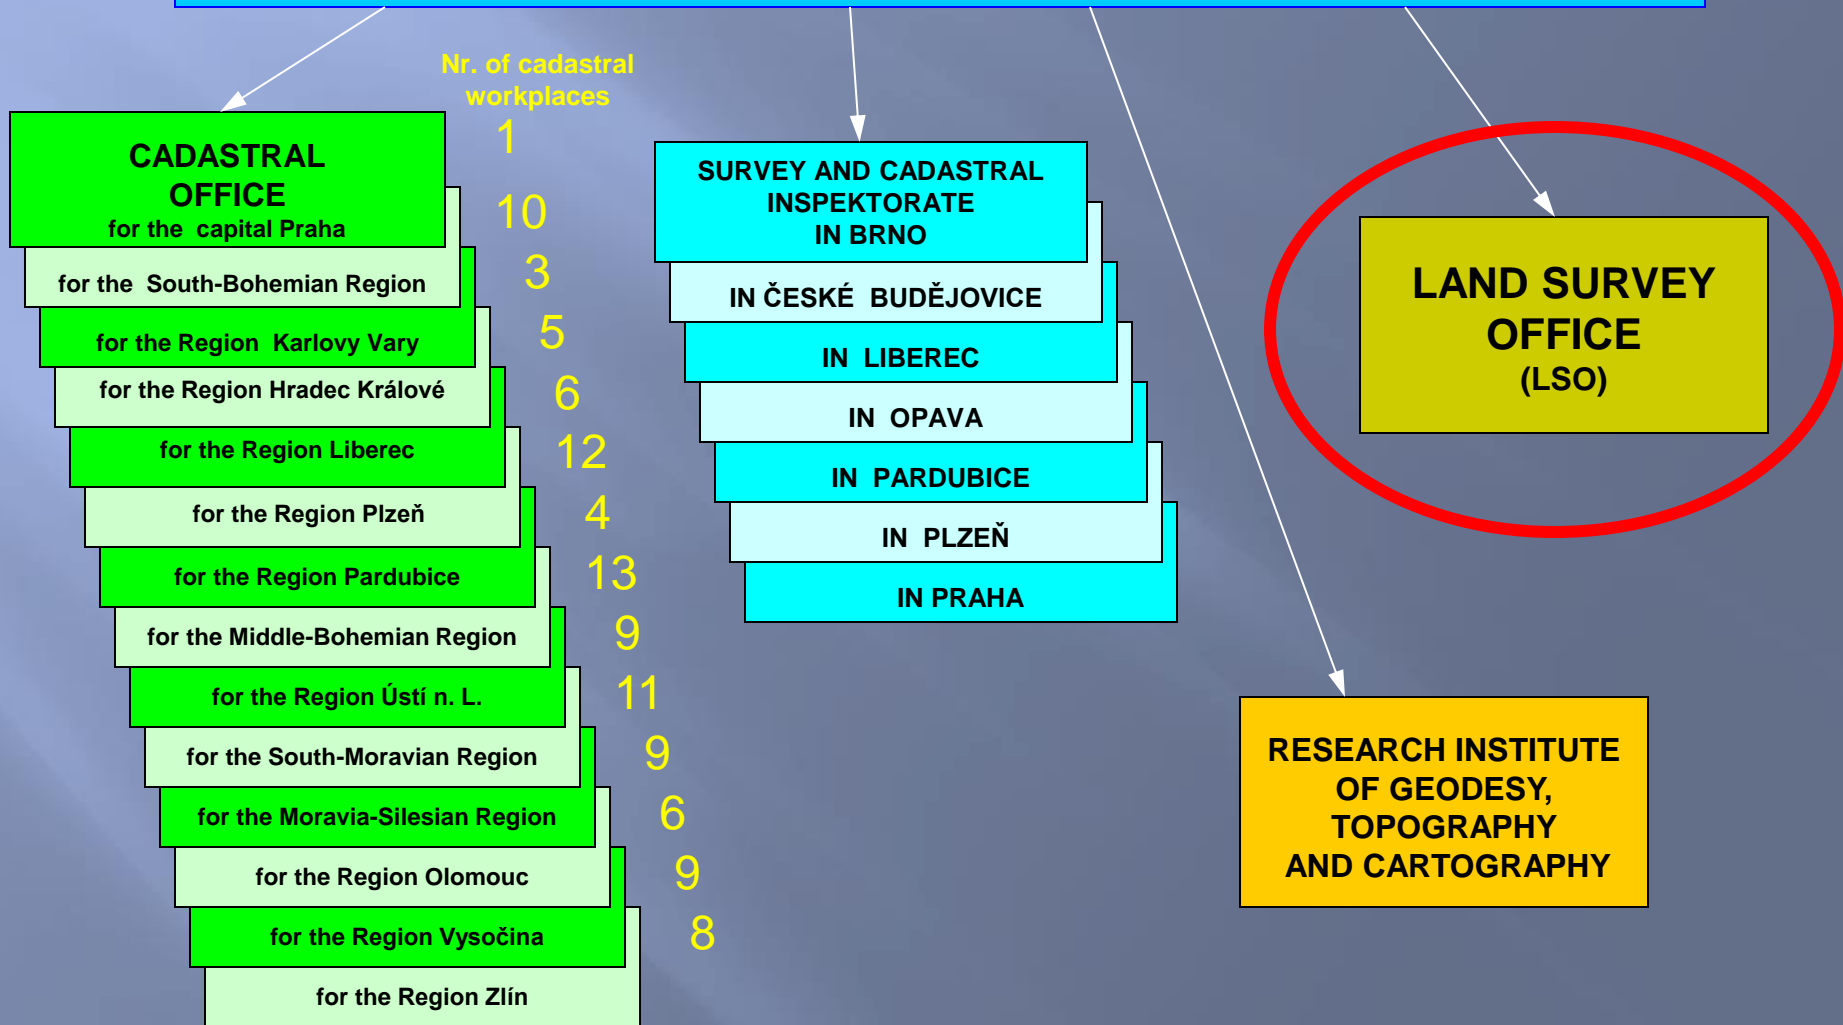 Nr. of cadastral
workplaces
CADASTRAL
OFFICE
for the capital Praha
for the South-Bohemian Region
for the Region Karlovy Vary
for the Region Hradec Králové
for the Region Liberec
for the Region Plzeň
for the Region Pardubice
for the Middle-Bohemian Region
for the Region Ústí n. L.
for the South-Moravian Region
for the Moravia-Silesian Region
for the Region Olomouc
for the Region Vysočina
for the Region Zlín
1
10
3
5
6
12
4
13
9
11
9
6
9
8
SURVEY AND CADASTRAL
INSPEKTORATE
IN BRNO
IN ČESKÉ BUDĚJOVICE
IN LIBEREC
IN OPAVA
IN PARDUBICE
IN PLZEŇ
IN PRAHA
LAND SURVEY
OFFICE
(LSO)
RESEARCH INSTITUTE
OF GEODESY,
TOPOGRAPHY
AND CARTOGRAPHY